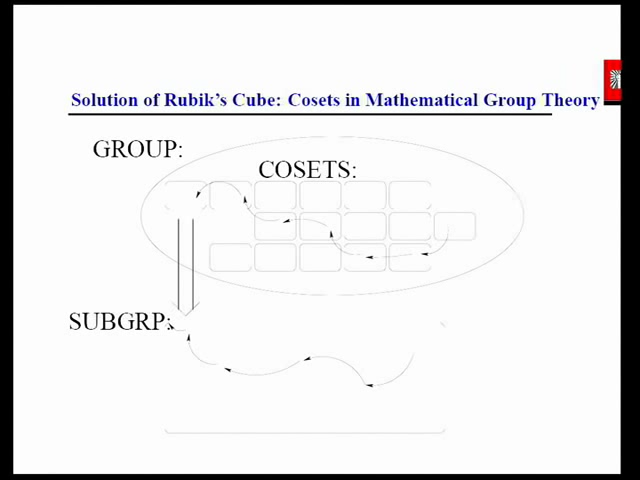 Solution of Rubik's Cube: Cosets in Mathematical Group Theory
GROUP:
COSETS:
SUBGRP: